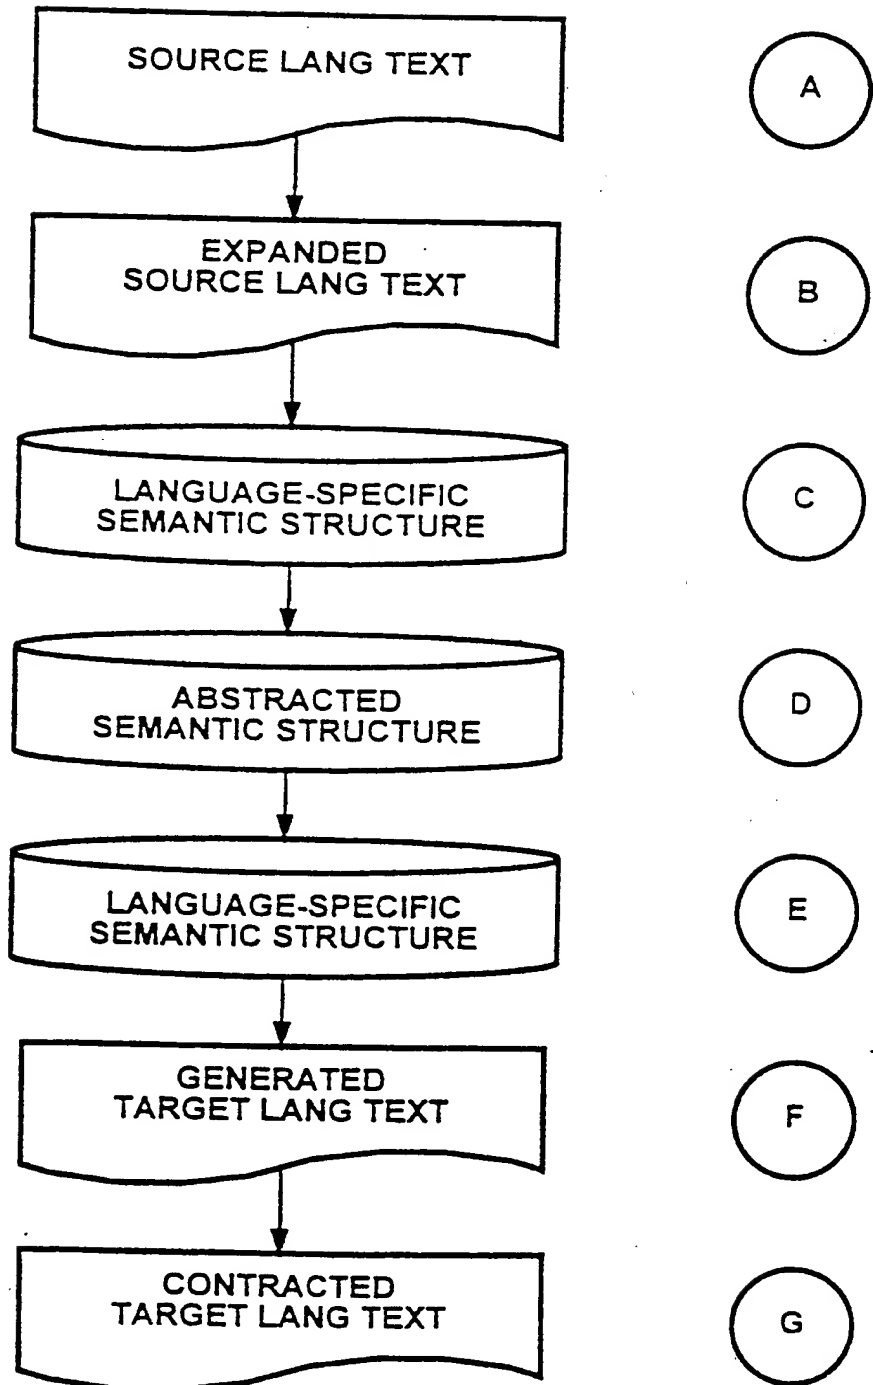 SOURCE LANG TEXT
A
EXPANDED
SOURCE LANG TEXT
B
LANGUAGE-SPECIFIC
SEMANTIC STRUCTURE
C
ABSTRACTED
SEMANTIC STRUCTURE
D
LANGUAGE-SPECIFIC
SEMANTIC STRUCTURE
E
GENERATED
TARGET LANG TEXT
F
CONTRACTED
TARGET LANG TEXT
G